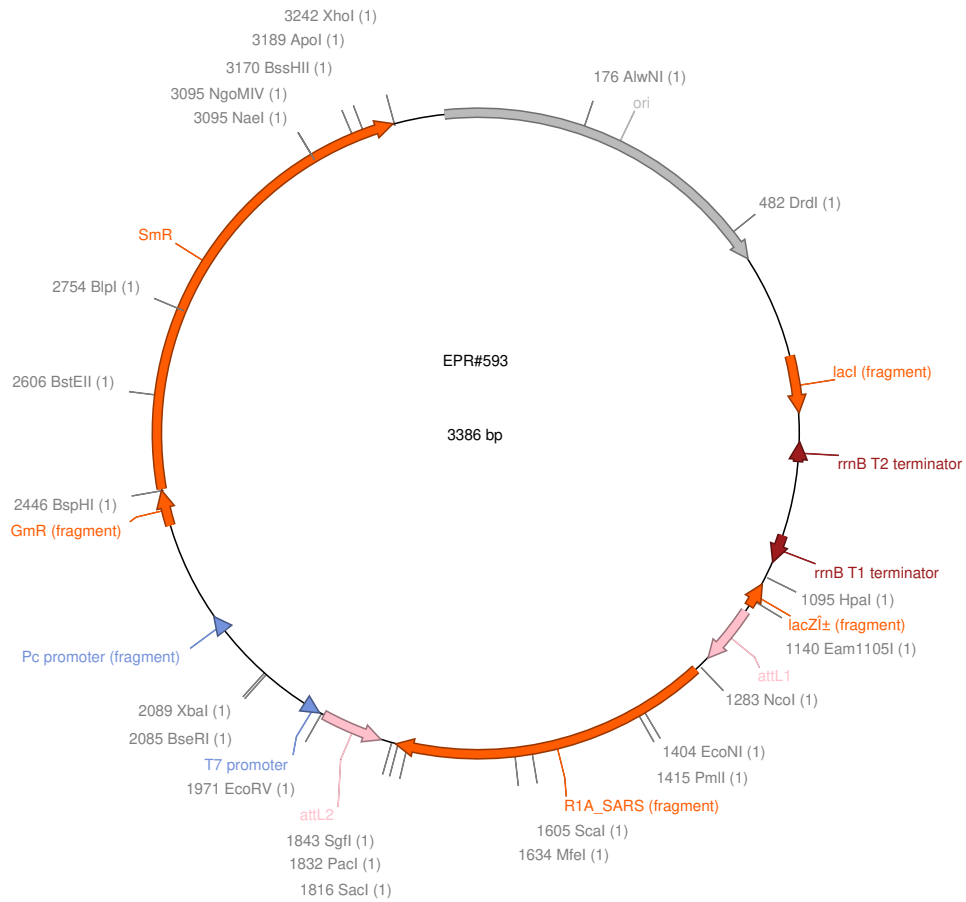 3242 XhoI (1)
3189 ApoI (1)
3170 BssHII (1)
3095 NgoMIV (1)
3095 NaeI (1)
176 AlwNI (1)
ori
482 DrdI (1)
SmR
2754 BlpI (1)
2606 BstEII (1)
EPR#593
3386 bp
lacI (fragment)
rrnB T2 terminator
2446 BspHI (1)
GmR (fragment)
rrnB T1 terminator
1095 HpaI (1)
lacZÎ± (fragment)
1140 Eam1105I (1)
Pc promoter (fragment)
attL1
1283 NcoI (1)
2089 XbaI (1)
2085 BseRI (1)
T7 promoter
1971 EcoRV (1)
attL2
1404 EcoNI (1)
1415 PmlI (1)
R1A_SARS (fragment)
1605 ScaI (1)
1634 MfeI (1)
1843 SgfI (1)
1832 PacI (1)
1816 SacI (1)